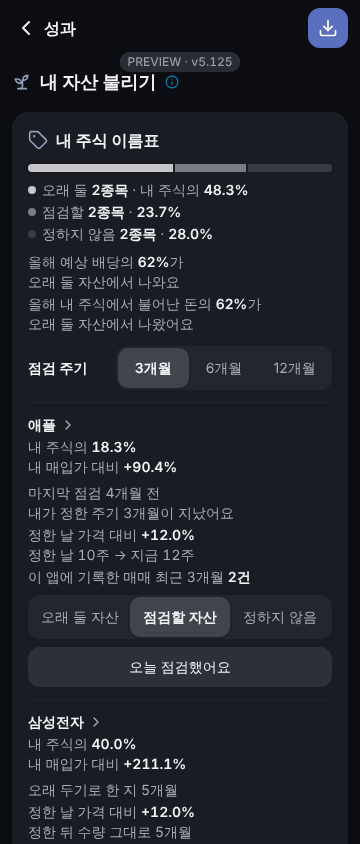 성과
PREVIEW · v5.125
내 자산 불리기
내 주식 이름표
오래 둘 2종목 · 내 주식의 48.3%
점검할 2종목 · 23.7%
정하지 않음 2종목 · 28.0%
올해 예상 배당의 62%가
오래 둘 자산에서 나와요
올해 내 주식에서 불어난 돈의 62%가
오래 둘 자산에서 나왔어요
점검 주기 3개월 6개월 12개월
애플
내 주식의 18.3%
내 매입가 대비 +90.4%
마지막 점검 4개월 전
내가 정한 주기 3개월이 지났어요
정한 날 가격 대비 +12.0%
정한 날 10주 → 지금 12주
이 앱에 기록한 매매 최근 3개월 2건
오래 둘 자산 점검할 자산 정하지 않음
오늘 점검했어요
삼성전자
내 주식의 40.0%
내 매입가 대비 +211.1%
오래 두기로 한 지 5개월
정한 날 가격 대비 +12.0%
정한 뒤 수량 그대로 5개월